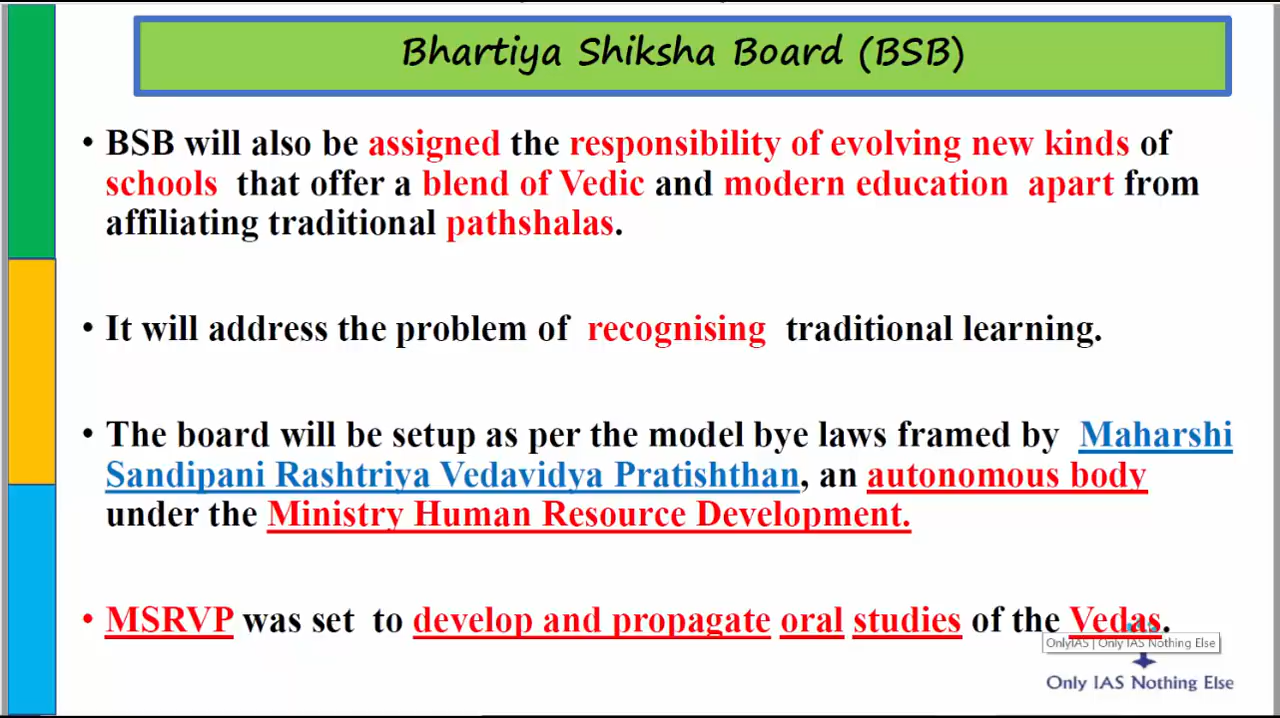 Bhartiya Shiksha Board (BSB)
• BSB will also be assigned the responsibility of evolving new kinds of
schools that offer a blend of Vedic and modern education apart from
affiliating traditional pathshalas.
• It will address the problem of recognising traditional learning.
• The board will be setup as per the model bye laws framed by Maharshi
Sandipani Rashtriya Vedavidya Pratishthan, an autonomous body
under the Ministry Human Resource Development.
• MSRVP was set to develop and propagate oral studies of the Vedas.
OnlyIAS | Only IAS Nothing Else
Only IAS Nothing Else